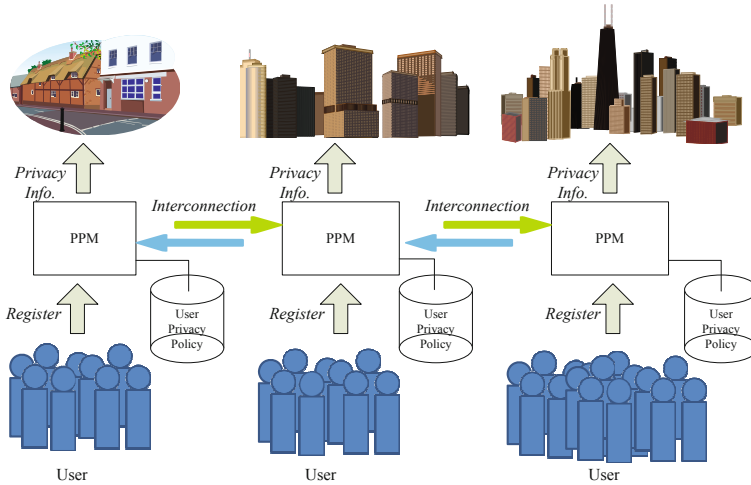 Privacy
Info.
Privacy
Info.
Privacy
Info.
Interconnection
Interconnection
PPM
PPM
PPM
Register
Register
Register
User
Privacy
Policy
User
Privacy
Policy
User
Privacy
Policy
User
User
User